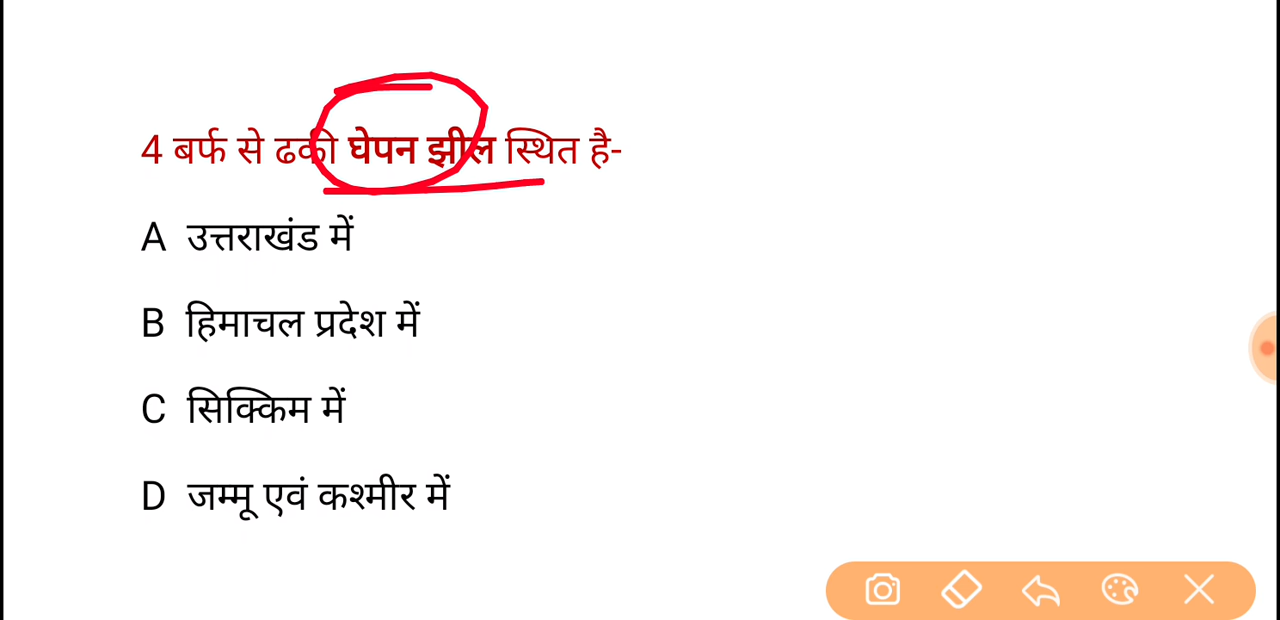 4 बर्फ से ढकी घेपन झील स्थित है-
A उत्तराखंड में
B हिमाचल प्रदेश में
C सिक्किम में
D जम्मू एवं कश्मीर में